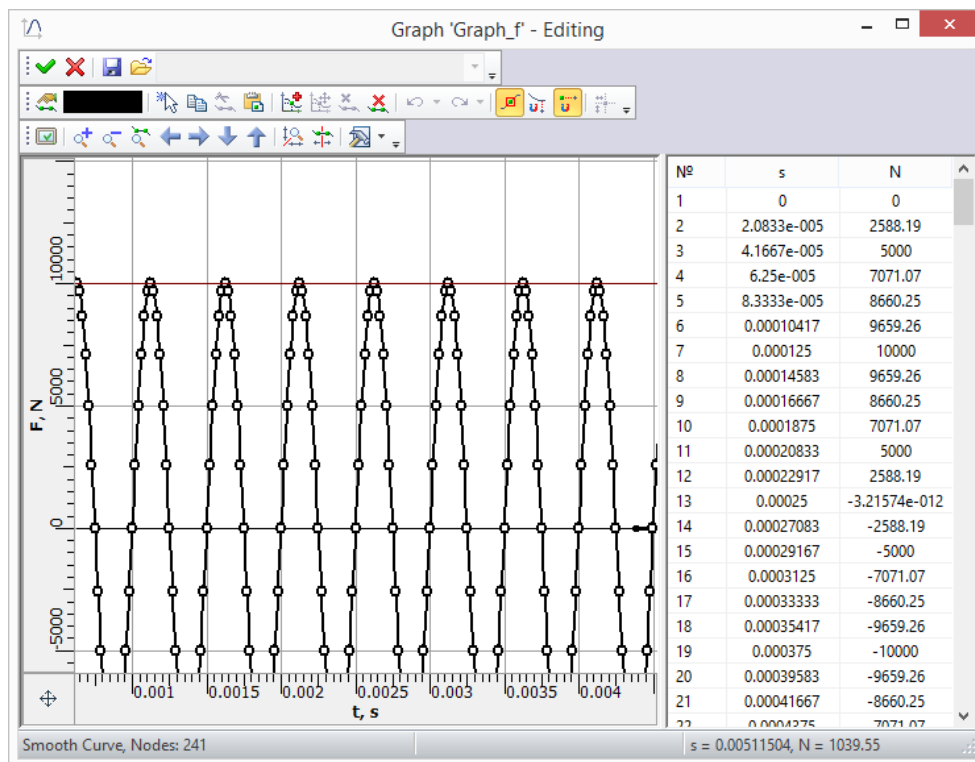 Graph 'Graph_f' - Editing
Nº s N
1 0 0
2 2.0833e-005 2588.19
3 4.1667e-005 5000
4 6.25e-005 7071.07
5 8.3333e-005 8660.25
6 0.00010417 9659.26
7 0.000125 10000
8 0.00014583 9659.26
9 0.00016667 8660.25
10 0.0001875 7071.07
11 0.00020833 5000
12 0.00022917 2588.19
13 0.00025 -3.21574e-012
14 0.00027083 -2588.19
15 0.00029167 -5000
16 0.0003125 -7071.07
17 0.00033333 -8660.25
18 0.00035417 -9659.26
19 0.000375 -10000
20 0.00039583 -9659.26
21 0.00041667 -8660.25
22 0.0004375 -7071.07
10000
5000
0
-5000
F, N
0.001 0.0015 0.002 0.0025 0.003 0.0035 0.004
t, s
Smooth Curve, Nodes: 241
s = 0.00511504, N = 1039.55